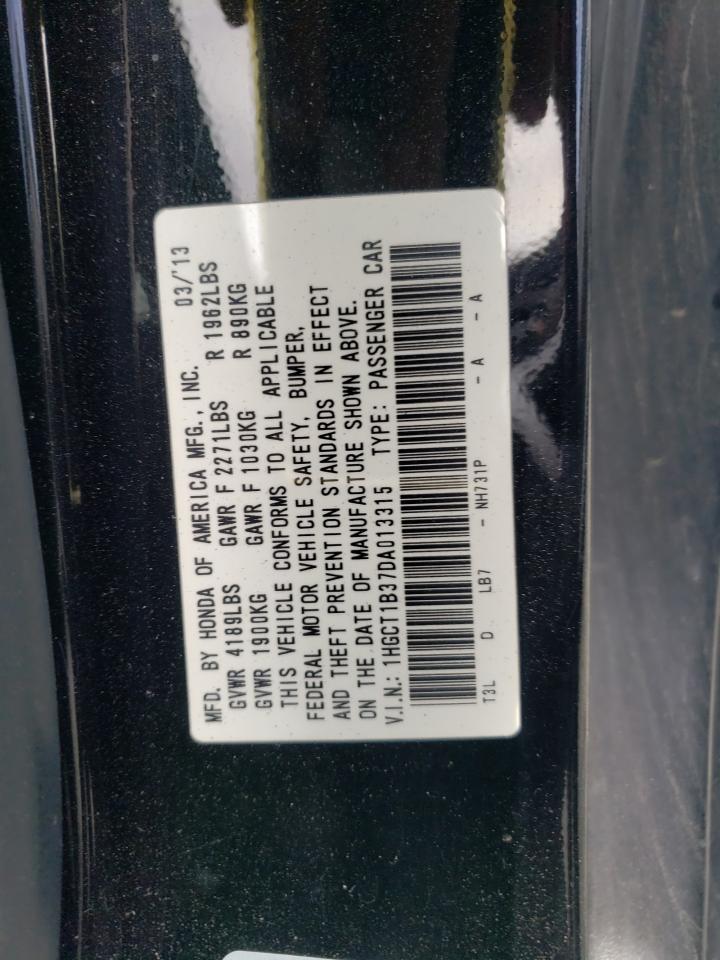 MFD. BY HONDA OF AMERICA MFG., INC. 03/'13
GVWR 4189LBS GAWR F 2271LBS R 1962LBS
GVWR 1900KG GAWR F 1030KG R 890KG
THIS VEHICLE CONFORMS TO ALL APPLICABLE
FEDERAL MOTOR VEHICLE SAFETY, BUMPER,
AND THEFT PREVENTION STANDARDS IN EFFECT
ON THE DATE OF MANUFACTURE SHOWN ABOVE.
V.I.N.: 1HGCT1B37DA013315 TYPE: PASSENGER CAR
T3L D LB7 - NH731P - A - A